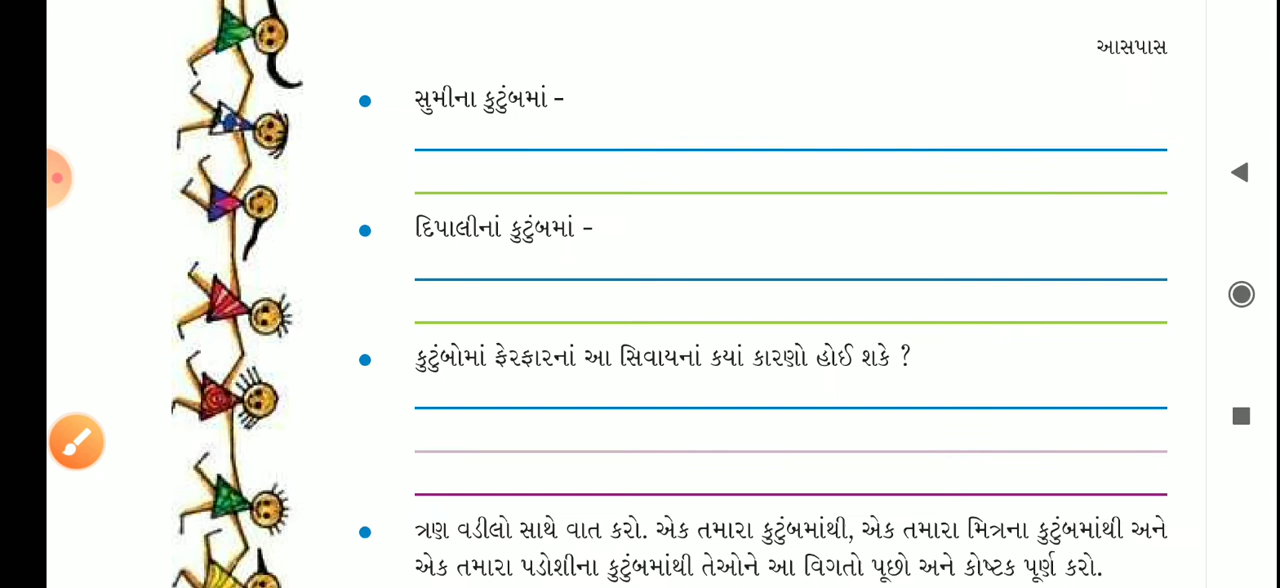 આસપાસ
સુમીના કુટુંબમાં -
દિપાલીનાં કુટુંબમાં -
કુટુંબોમાં ફેરફારનાં આ સિવાયનાં કયાં કારણો હોઈ શકે ?
ત્રણ વડીલો સાથે વાત કરો. એક તમારા કુટુંબમાંથી, એક તમારા મિત્રના કુટુંબમાંથી અને
એક તમારા પડોશીના કુટુંબમાંથી તેઓને આ વિગતો પૂછો અને કોષ્ટક પૂર્ણ કરો.